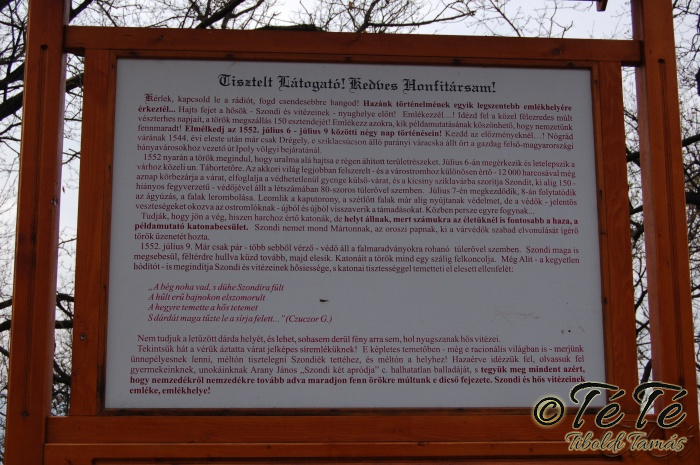 Tisztelt Látogató! Kedves Honfitársam!
Kérlek, kapcsold le a rádiót, fogd csendesebbre hangod! Hazánk történelmének egyik legszentebb emlékhelyére
érkeztél... Hajts fejet a hősök - Szondi és vitézeinek - nyughelye előtt! Emlékezzél...! Idézd fel a közel félezredes múlt
vészterhes napjait, a török megszállás 150 esztendejét! Emlékezz azokra, kik példamutatásának köszönhető, hogy nemzetünk
fennmaradt! Elmélkedj az 1552. július 6 - július 9 közötti négy nap történésein! Kezdd az előzményeknél...! Nógrád
várának 1544. évi eleste után már csak Drégely, e sziklacsúcson álló parányi váracska állt őrt a gazdag felső-magyarországi
bányavárosokhoz vezető út Ipoly völgyi bejáratánál.
1552 nyarán a török megindul, hogy uralma alá hajtsa e régen áhított területrészeket. Július 6-án megérkezik és letelepszik a
várhoz közeli un. Tábortetőre. Az akkori világ legjobban felszerelt - és a várostromhoz különösen értő - 12 000 harcosával még
aznap körbezárja a várat, elfoglalja a védhetetlenül gyenge külső-várat, és a kicsiny sziklavárba szorítja Szondit, ki alig 150 -
hiányos fegyverzetű - védőjével állt a létszámában 80-szoros túlerővel szemben. Július 7-én megkezdődik, 8-án folytatódik
az ágyúzás, a falak lerombolása. Leomlik a kaputorony, a szétlőtt falak már alig nyújtanak védelmet, de a védők - jelentős
veszteségeket okozva az ostromlóknak - újból és újból visszaverik a támadásokat. Közben persze egyre fogynak...
Tudják, hogy jön a vég, hiszen harchoz értő katonák, de helyt állnak, mert számukra az életüknél is fontosabb a haza, a
példamutató katonabecsület. Szondi nemet mond Mártonnak, az oroszi papnak, ki a várvédők szabad elvonulását ígérő
török üzenetét hozta.
1552. július 9. Már csak pár - több sebből vérző - védő áll a falmaradványokra rohanó túlerővel szemben. Szondi maga is
megsebesül, féltérdre hullva küzd tovább, majd elesik. Katonáit a török mind egy szálig felkoncolja. Még Alit - a kegyetlen
hódítót - is megindítja Szondi és vitézeinek hősiessége, s katonai tisztességgel temetteti el elesett ellenfelét:
„A bég noha vad, s dühe Szondira fúlt
A hűlt erű bajnokon elszomorult
A hegyre temette a hős tetemet
S dárdát maga tűzte le a sírja felett..." (Czuczor G.)
Nem tudjuk a letűzött dárda helyét, és lehet, sohasem derül fény arra sem, hol nyugszanak hős vitézei.
Tekintsük hát a vérük áztatta várat jelképes síremléküknek! E képletes temetőben - még e racionális világban is - merjünk
ünnepélyesnek lenni, méltón tisztelegni Szondiék tettéhez, és méltón a helyhez! Hazaérve idézzük fel, olvassuk fel
gyermekeinknek, unokáinknak Arany János „Szondi két apródja" c. halhatatlan balladáját, s tegyük meg mindent azért,
hogy nemzedékről nemzedékre tovább adva maradjon fenn örökre múltunk e dicső fejezete. Szondi és hős vitézeinek
emléke, emlékhelye!
© TéTé
Tibold Tamás